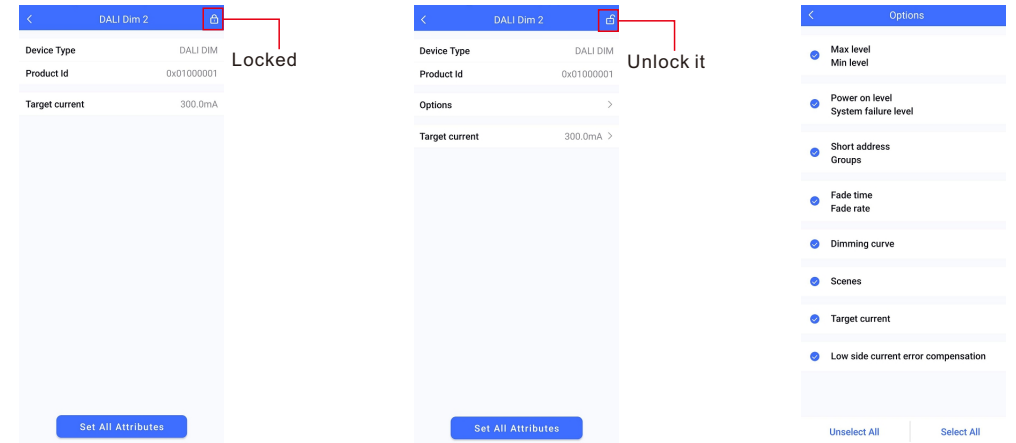 DALI Dim 2
Device Type DALI DIM
Product Id 0x01000001
Target current 300.0mA
Set All Attributes
Locked
DALI Dim 2
Device Type DALI DIM
Product Id 0x01000001
Options
Target current 300.0mA
Set All Attributes
Unlock it
Options
Max level
Min level
Power on level
System failure level
Short address
Groups
Fade time
Fade rate
Dimming curve
Scenes
Target current
Low side current error compensation
Unselect All Select All